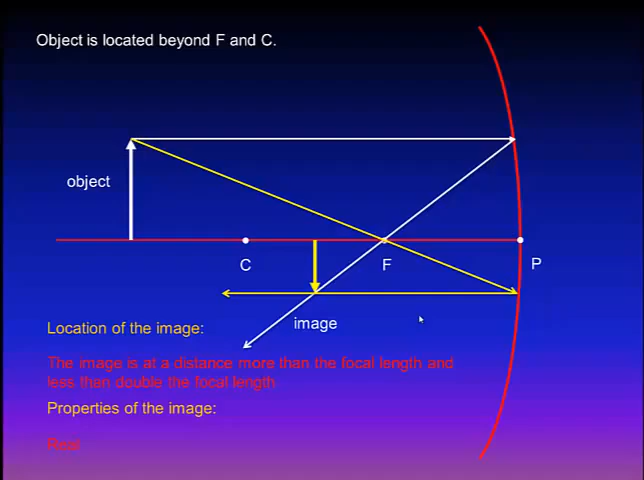 Object is located beyond F and C.
object
C
F
P
image
Location of the image:
The image is at a distance more than the focal length and
less than double the focal length
Properties of the image:
Real